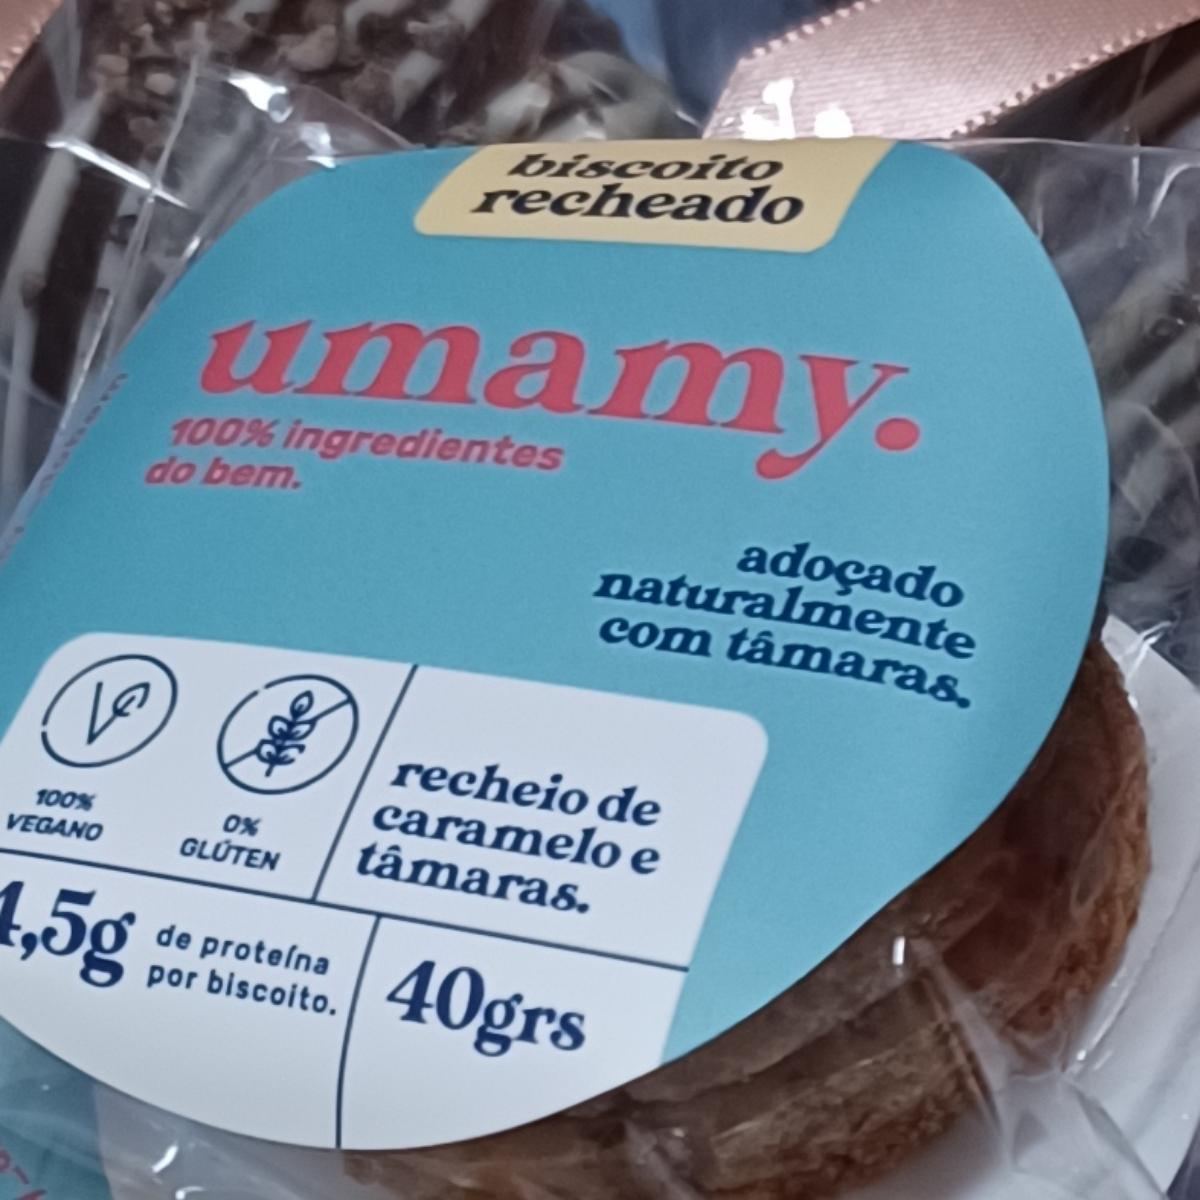 biscoito
recheado
umamy.
100% ingredientes
do bem.
adoçado
naturalmente
com tâmaras.
100%
VEGANO
0%
GLÚTEN
recheio de
caramelo e
tâmaras.
4,5g
de proteína
por biscoito.
40grs